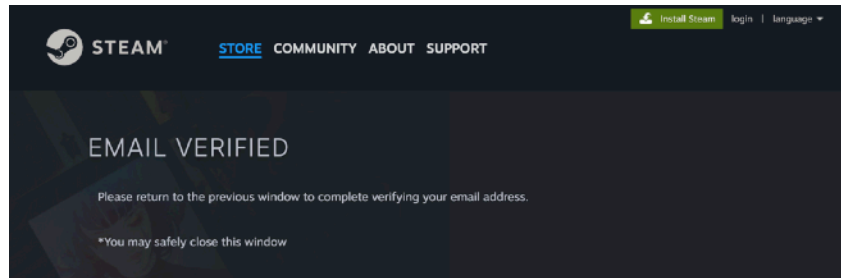 Install Steam login | language
STEAM® STORE COMMUNITY ABOUT SUPPORT
EMAIL VERIFIED
Please return to the previous window to complete verifying your email address.
*You may safely close this window